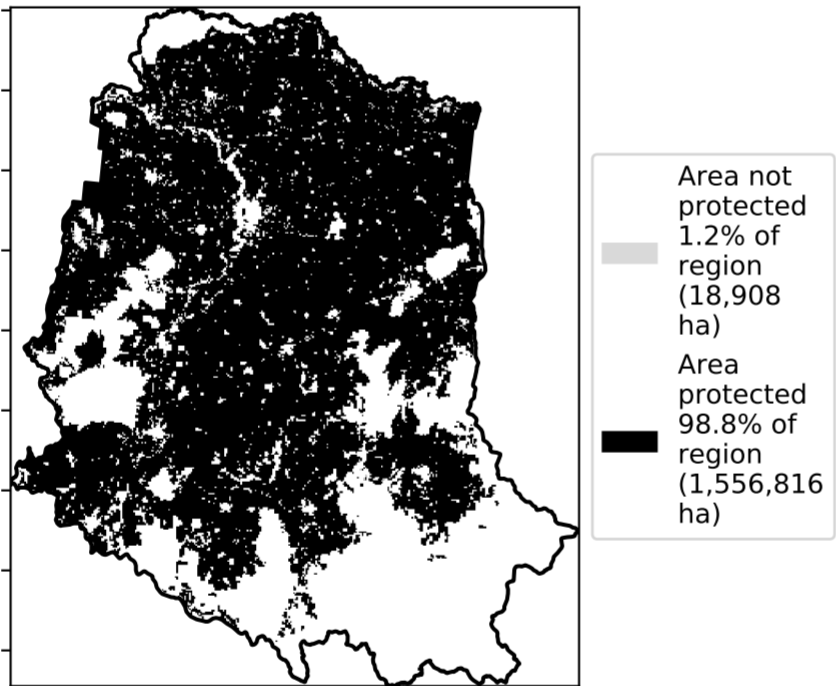 Area not
protected
1.2% of
region
(18,908
ha)
Area
protected
98.8% of
region
(1,556,816
ha)